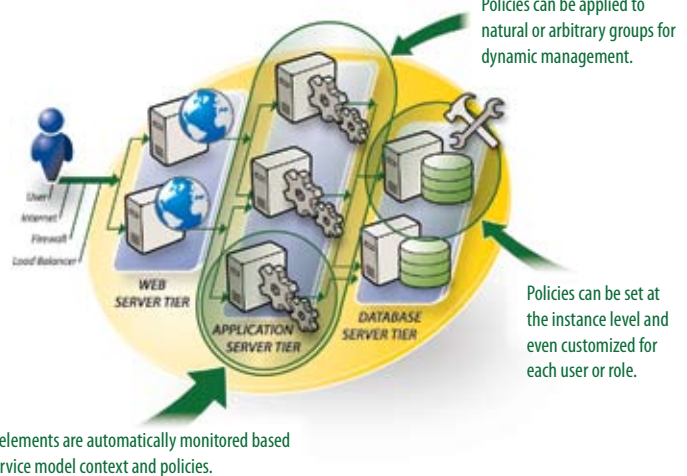 Policies can be applied to
natural or arbitrary groups for
dynamic management.
User
Internet
Firewall
Load Balancer
WEB
SERVER TIER
APPLICATION
SERVER TIER
DATABASE
SERVER TIER
Policies can be set at
the instance level and
even customized for
each user or role.
elements are automatically monitored based
service model context and policies.